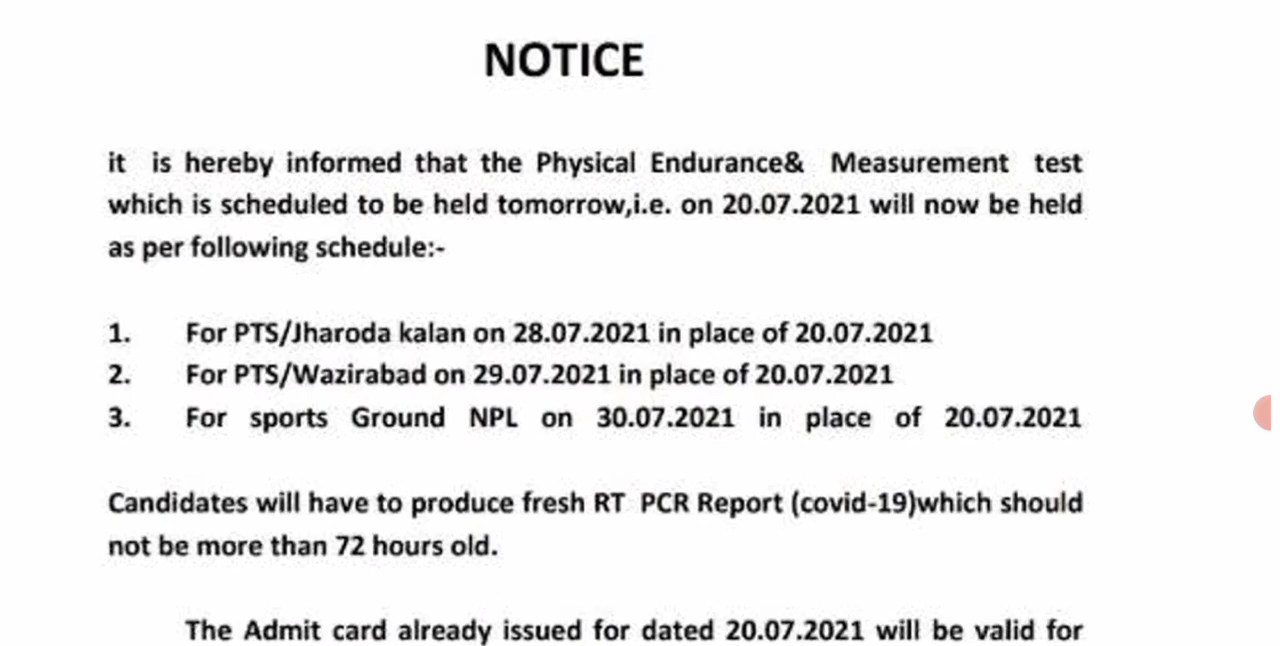 NOTICE
it is hereby informed that the Physical Endurance& Measurement test
which is scheduled to be held tomorrow,i.e. on 20.07.2021 will now be held
as per following schedule:-
1. For PTS/Jharoda kalan on 28.07.2021 in place of 20.07.2021
2. For PTS/Wazirabad on 29.07.2021 in place of 20.07.2021
3. For sports Ground NPL on 30.07.2021 in place of 20.07.2021
Candidates will have to produce fresh RT PCR Report (covid-19)which should
not be more than 72 hours old.
The Admit card already issued for dated 20.07.2021 will be valid for